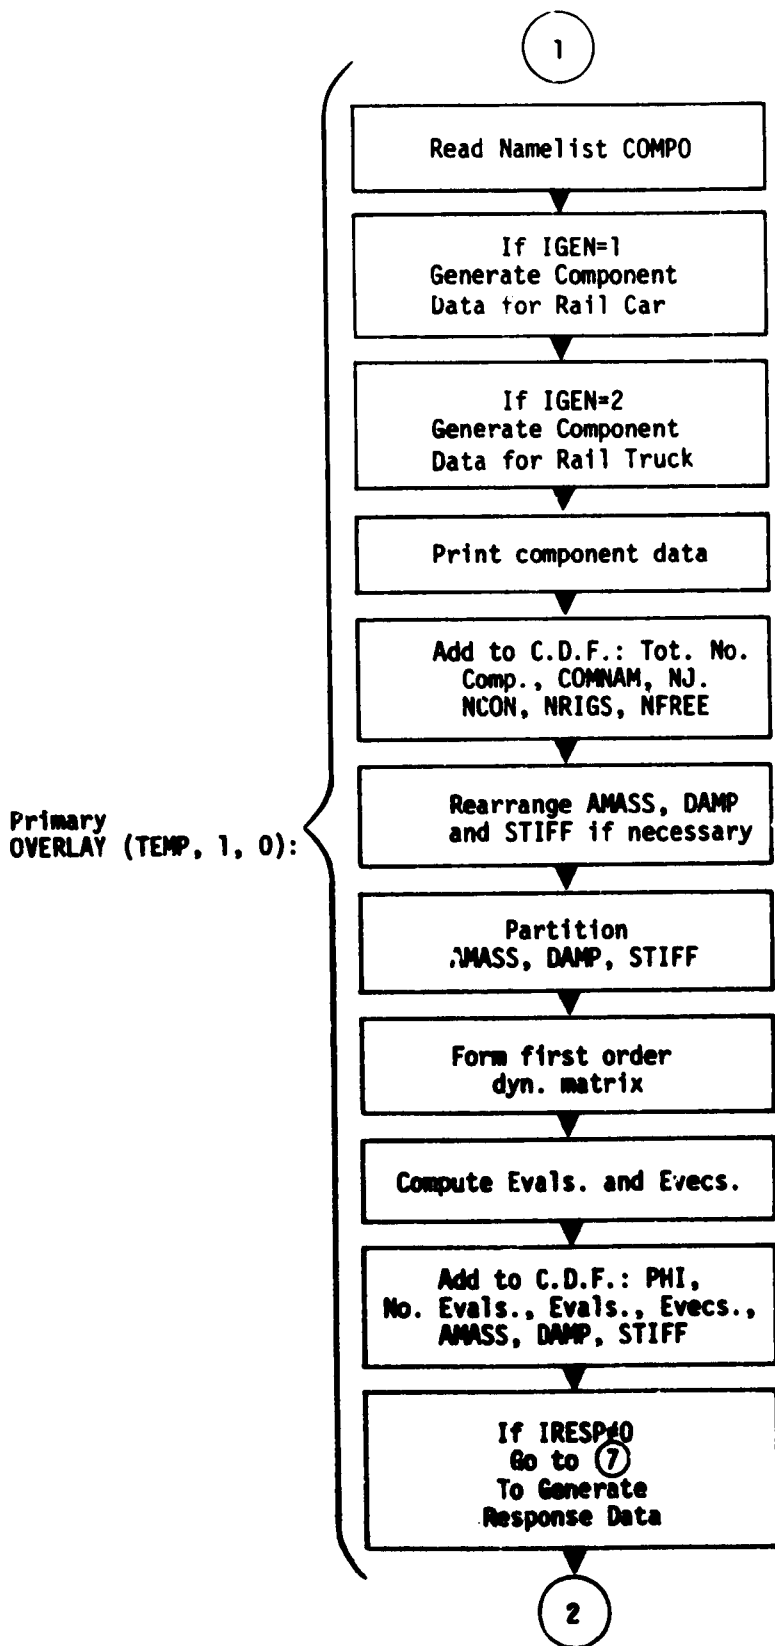 1
Read Namelist COMPO
If IGEN=1
Generate Component
Data for Rail Car
If IGEN=2
Generate Component
Data for Rail Truck
Print component data
Add to C.D.F.: Tot. No.
Comp., COMNAM, NJ.
NCON, NRIGS, NFREE
Primary
OVERLAY (TEMP, 1, 0):
Rearrange AMASS, DAMP
and STIFF if necessary
Partition
AMASS, DAMP, STIFF
Form first order
dyn. matrix
Compute Evals. and Evecs.
Add to C.D.F.: PHI,
No. Evals., Evals., Evecs.,
AMASS, DAMP, STIFF
If IRESP≠0
Go to 7
To Generate
Response Data
2